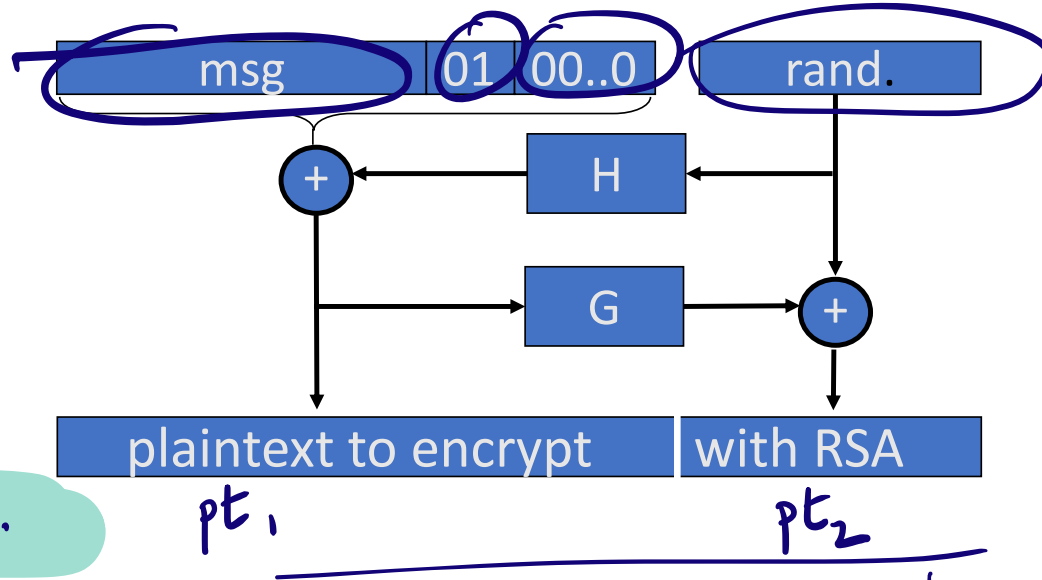 msg 01 00..0 rand.
+ H
G +
plaintext to encrypt with RSA
pt₁ pt₂